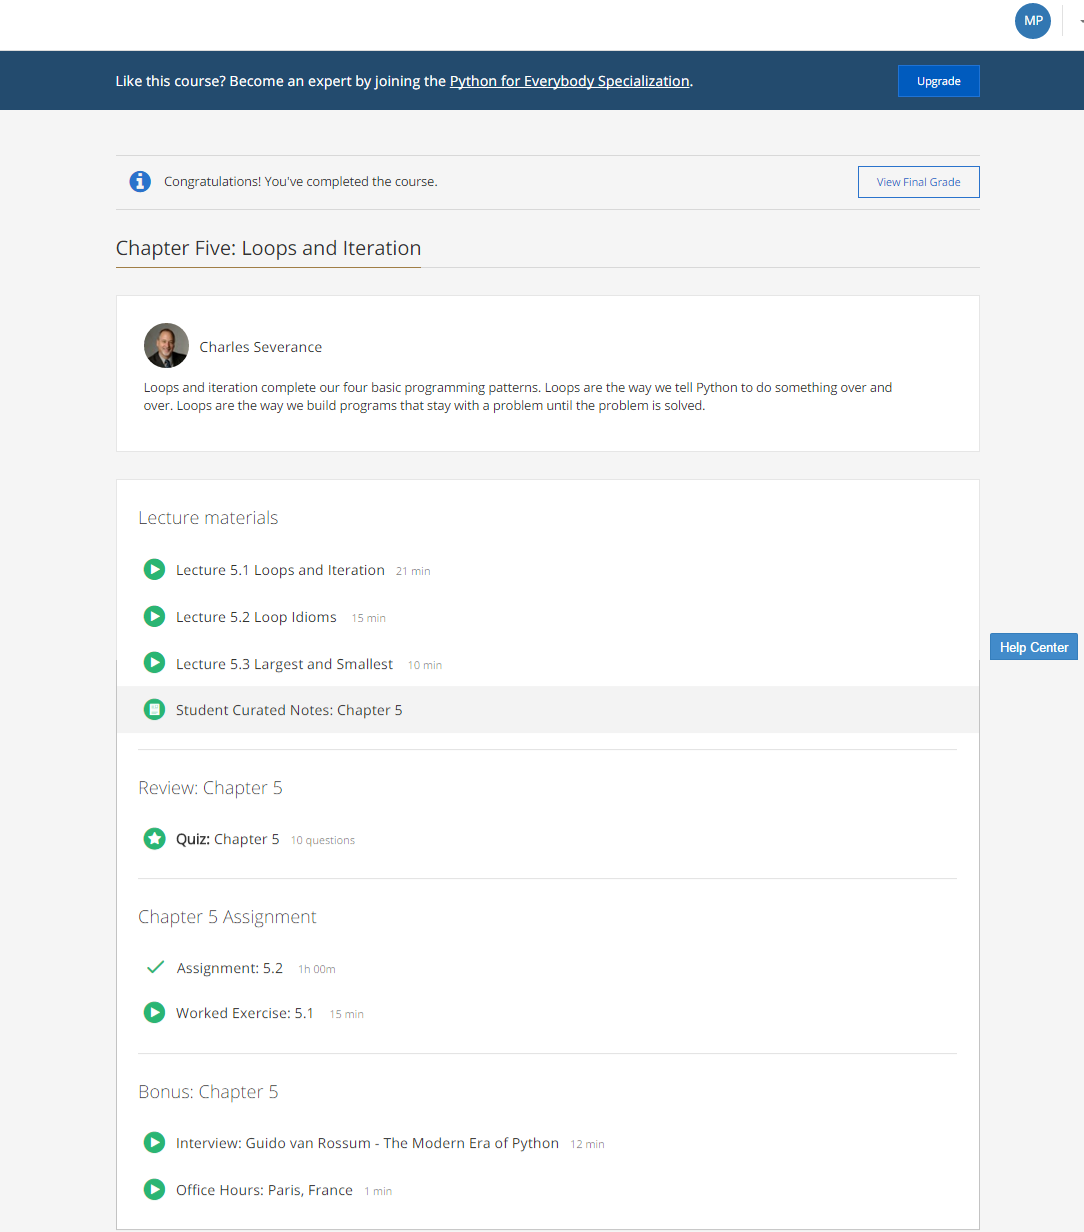 MP
Like this course? Become an expert by joining the Python for Everybody Specialization.
Upgrade
Congratulations! You've completed the course.
View Final Grade
Chapter Five: Loops and Iteration
Charles Severance
Loops and iteration complete our four basic programming patterns. Loops are the way we tell Python to do something over and
over. Loops are the way we build programs that stay with a problem until the problem is solved.
Lecture materials
Lecture 5.1 Loops and Iteration 21 min
Lecture 5.2 Loop Idioms 15 min
Lecture 5.3 Largest and Smallest 10 min
Help Center
Student Curated Notes: Chapter 5
Review: Chapter 5
Quiz: Chapter 5 10 questions
Chapter 5 Assignment
Assignment: 5.2 1h 00m
Worked Exercise: 5.1 15 min
Bonus: Chapter 5
Interview: Guido van Rossum - The Modern Era of Python 12 min
Office Hours: Paris, France 1 min